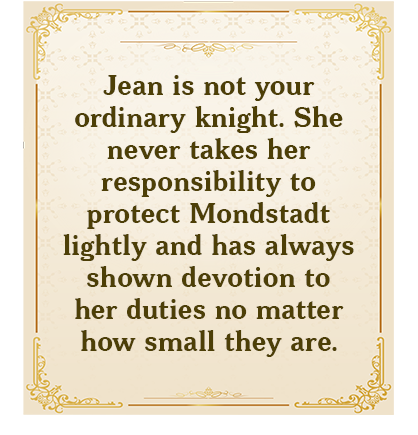 Jean is not your
ordinary knight. She
never takes her
responsibility to
protect Mondstadt
lightly and has always
shown devotion to
her duties no matter
how small they are.